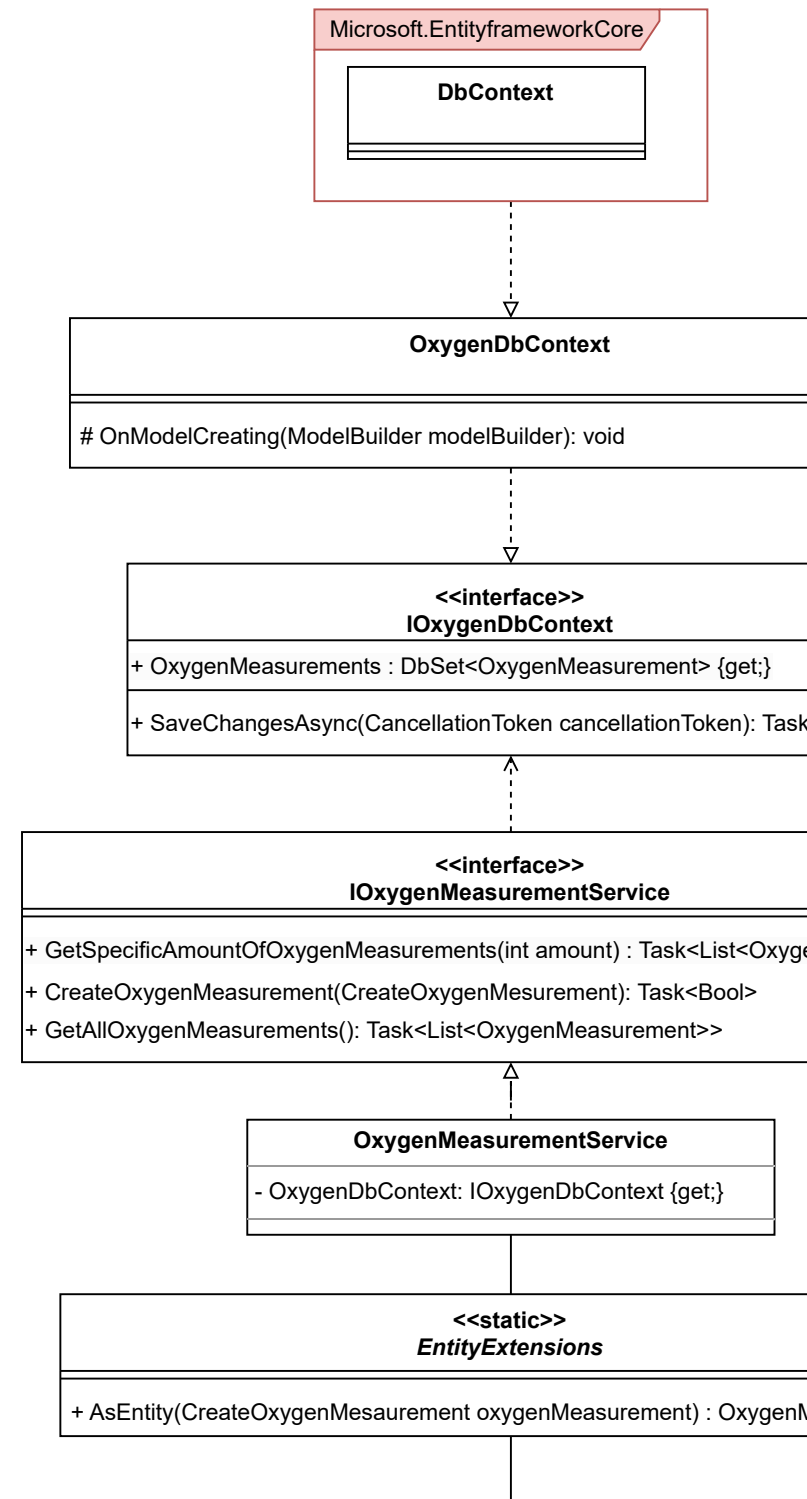 Microsoft.EntityframeworkCore
DbContext
OxygenDbContext
# OnModelCreating(ModelBuilder modelBuilder): void
<<interface>>
IOxygenDbContext
+ OxygenMeasurements : DbSet<OxygenMeasurement> {get;}
+ SaveChangesAsync(CancellationToken cancellationToken): Task
<<interface>>
IOxygenMeasurementService
+ GetSpecificAmountOfOxygenMeasurements(int amount) : Task<List<Oxyge
+ CreateOxygenMeasurement(CreateOxygenMesurement): Task<Bool>
+ GetAllOxygenMeasurements(): Task<List<OxygenMeasurement>>
OxygenMeasurementService
- OxygenDbContext: IOxygenDbContext {get;}
<<static>>
EntityExtensions
+ AsEntity(CreateOxygenMesaurement oxygenMeasurement) : OxygenM